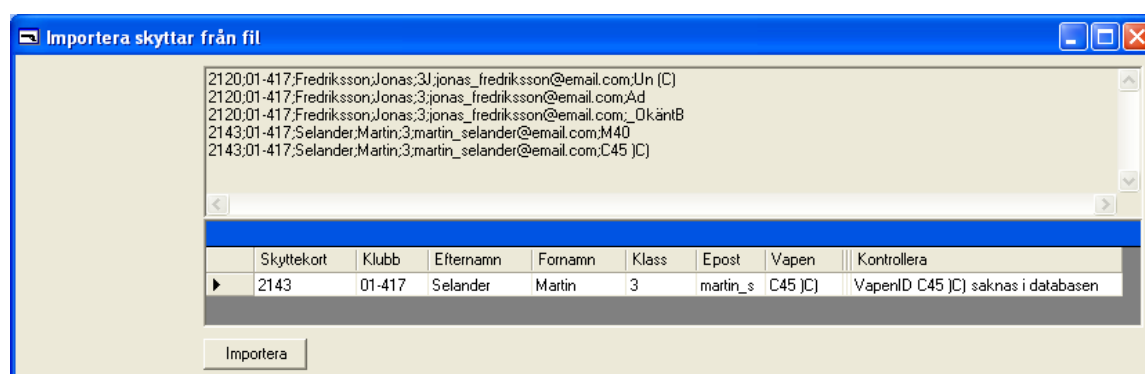 Importera skyttar från fil
2120;01-417;Fredriksson;Jonas;3J;jonas_fredriksson@email.com;Un (C)
2120;01-417;Fredriksson;Jonas;3;jonas_fredriksson@email.com;Ad
2120;01-417;Fredriksson;Jonas;3;jonas_fredriksson@email.com;_OkäntB
2143;01-417;Selander;Martin;3;martin_selander@email.com;M40
2143;01-417;Selander;Martin;3;martin_selander@email.com;C45 )C)
Skyttekort Klubb Efternamn Fornamn Klass Epost Vapen Kontrollera
2143 01-417 Selander Martin 3 martin_s C45 )C) VapenID C45 )C) saknas i databasen
Importera